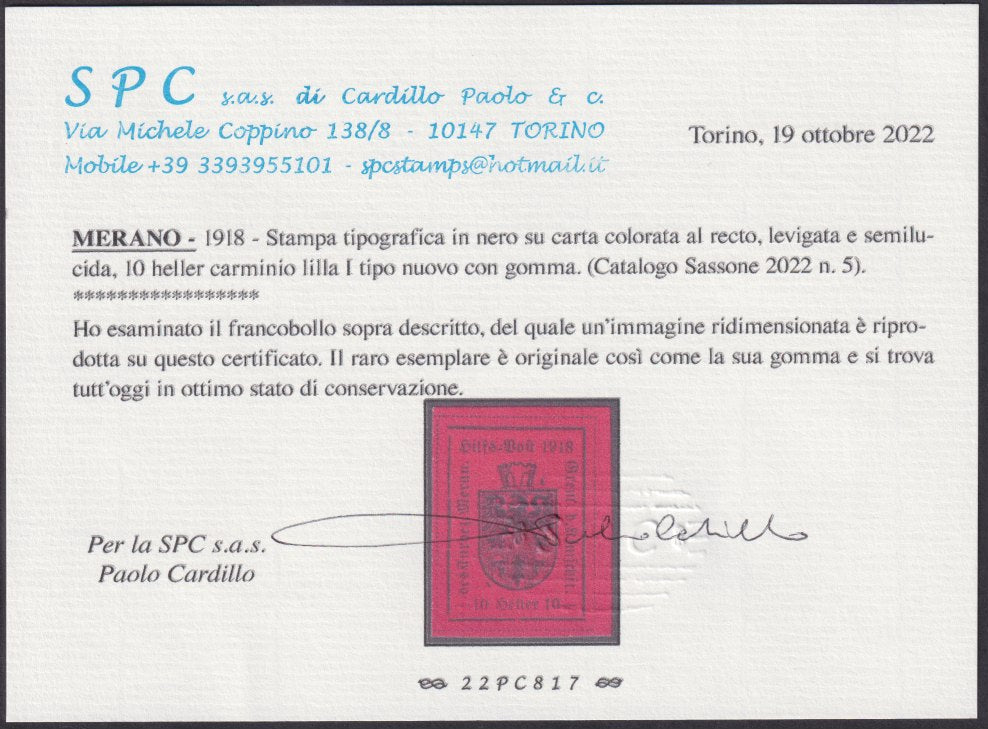 SPC s.a.s. di Cardillo Paolo & c.
Via Michele Coppino 138/8 - 10147 TORINO
Mobile +39 3393955101 - spcstamps@hotmail.it
Torino, 19 ottobre 2022
MERANO - 1918 - Stampa tipografica in nero su carta colorata al recto, levigata e semilu-
cida, 10 heller carminio lilla I tipo nuovo con gomma. (Catalogo Sassone 2022 n. 5).
*****************
Ho esaminato il francobollo sopra descritto, del quale un'immagine ridimensionata è ripro-
dotta su questo certificato. Il raro esemplare è originale così come la sua gomma e si trova
tutt'oggi in ottimo stato di conservazione.
Hilfs-Post 1918
10 Heller 10
Per la SPC s.a.s.
Paolo Cardillo
22PC817